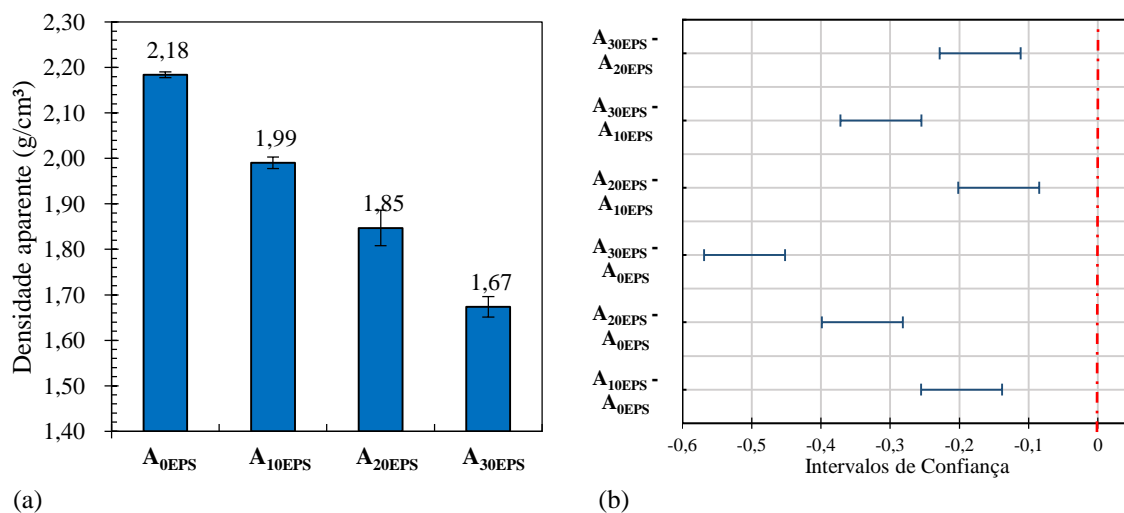 2,30
2,20
2,10
2,00
1,90
1,80
1,70
1,60
1,50
1,40
Densidade aparente (g/cm³)
2,18
1,99
1,85
1,67
A0EPS
A10EPS
A20EPS
A30EPS
(a)
A30EPS -
A20EPS
A30EPS -
A10EPS
A20EPS -
A10EPS
A30EPS -
A0EPS
A20EPS -
A0EPS
A10EPS -
A0EPS
-0,6
-0,5
-0,4
-0,3
-0,2
-0,1
0
Intervalos de Confiança
(b)